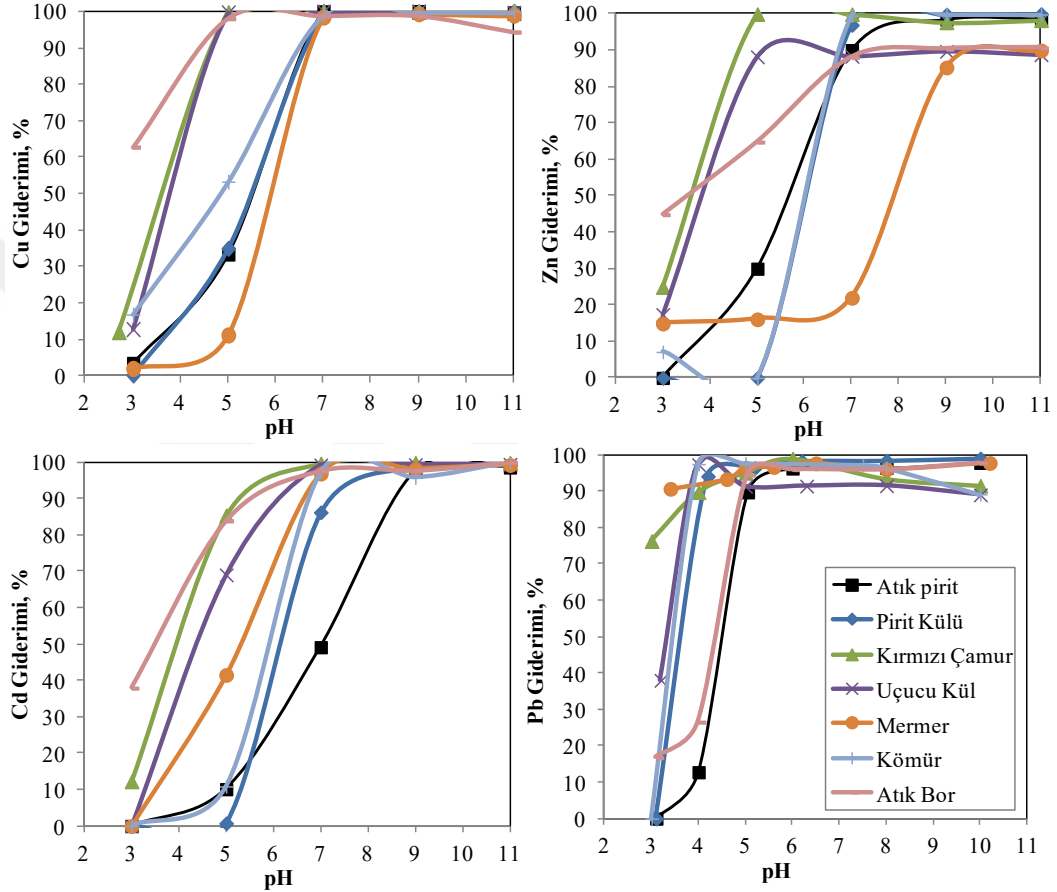 Cu Giderimi, %
100
90
80
70
60
50
40
30
20
10
0
2 3 4 5 6 7 8 9 10 11
pH
Zn Giderimi, %
100
90
80
70
60
50
40
30
20
10
0
2 3 4 5 6 7 8 9 10 11
pH
Cd Giderimi, %
100
90
80
70
60
50
40
30
20
10
0
2 3 4 5 6 7 8 9 10 11
pH
Pb Giderimi, %
100
90
80
70
60
50
40
30
20
10
0
2 3 4 5 6 7 8 9 10 11
pH
Atık pirit
Pirit Külü
Kırmızı Çamur
Uçucu Kül
Mermer
Kömür
Atık Bor